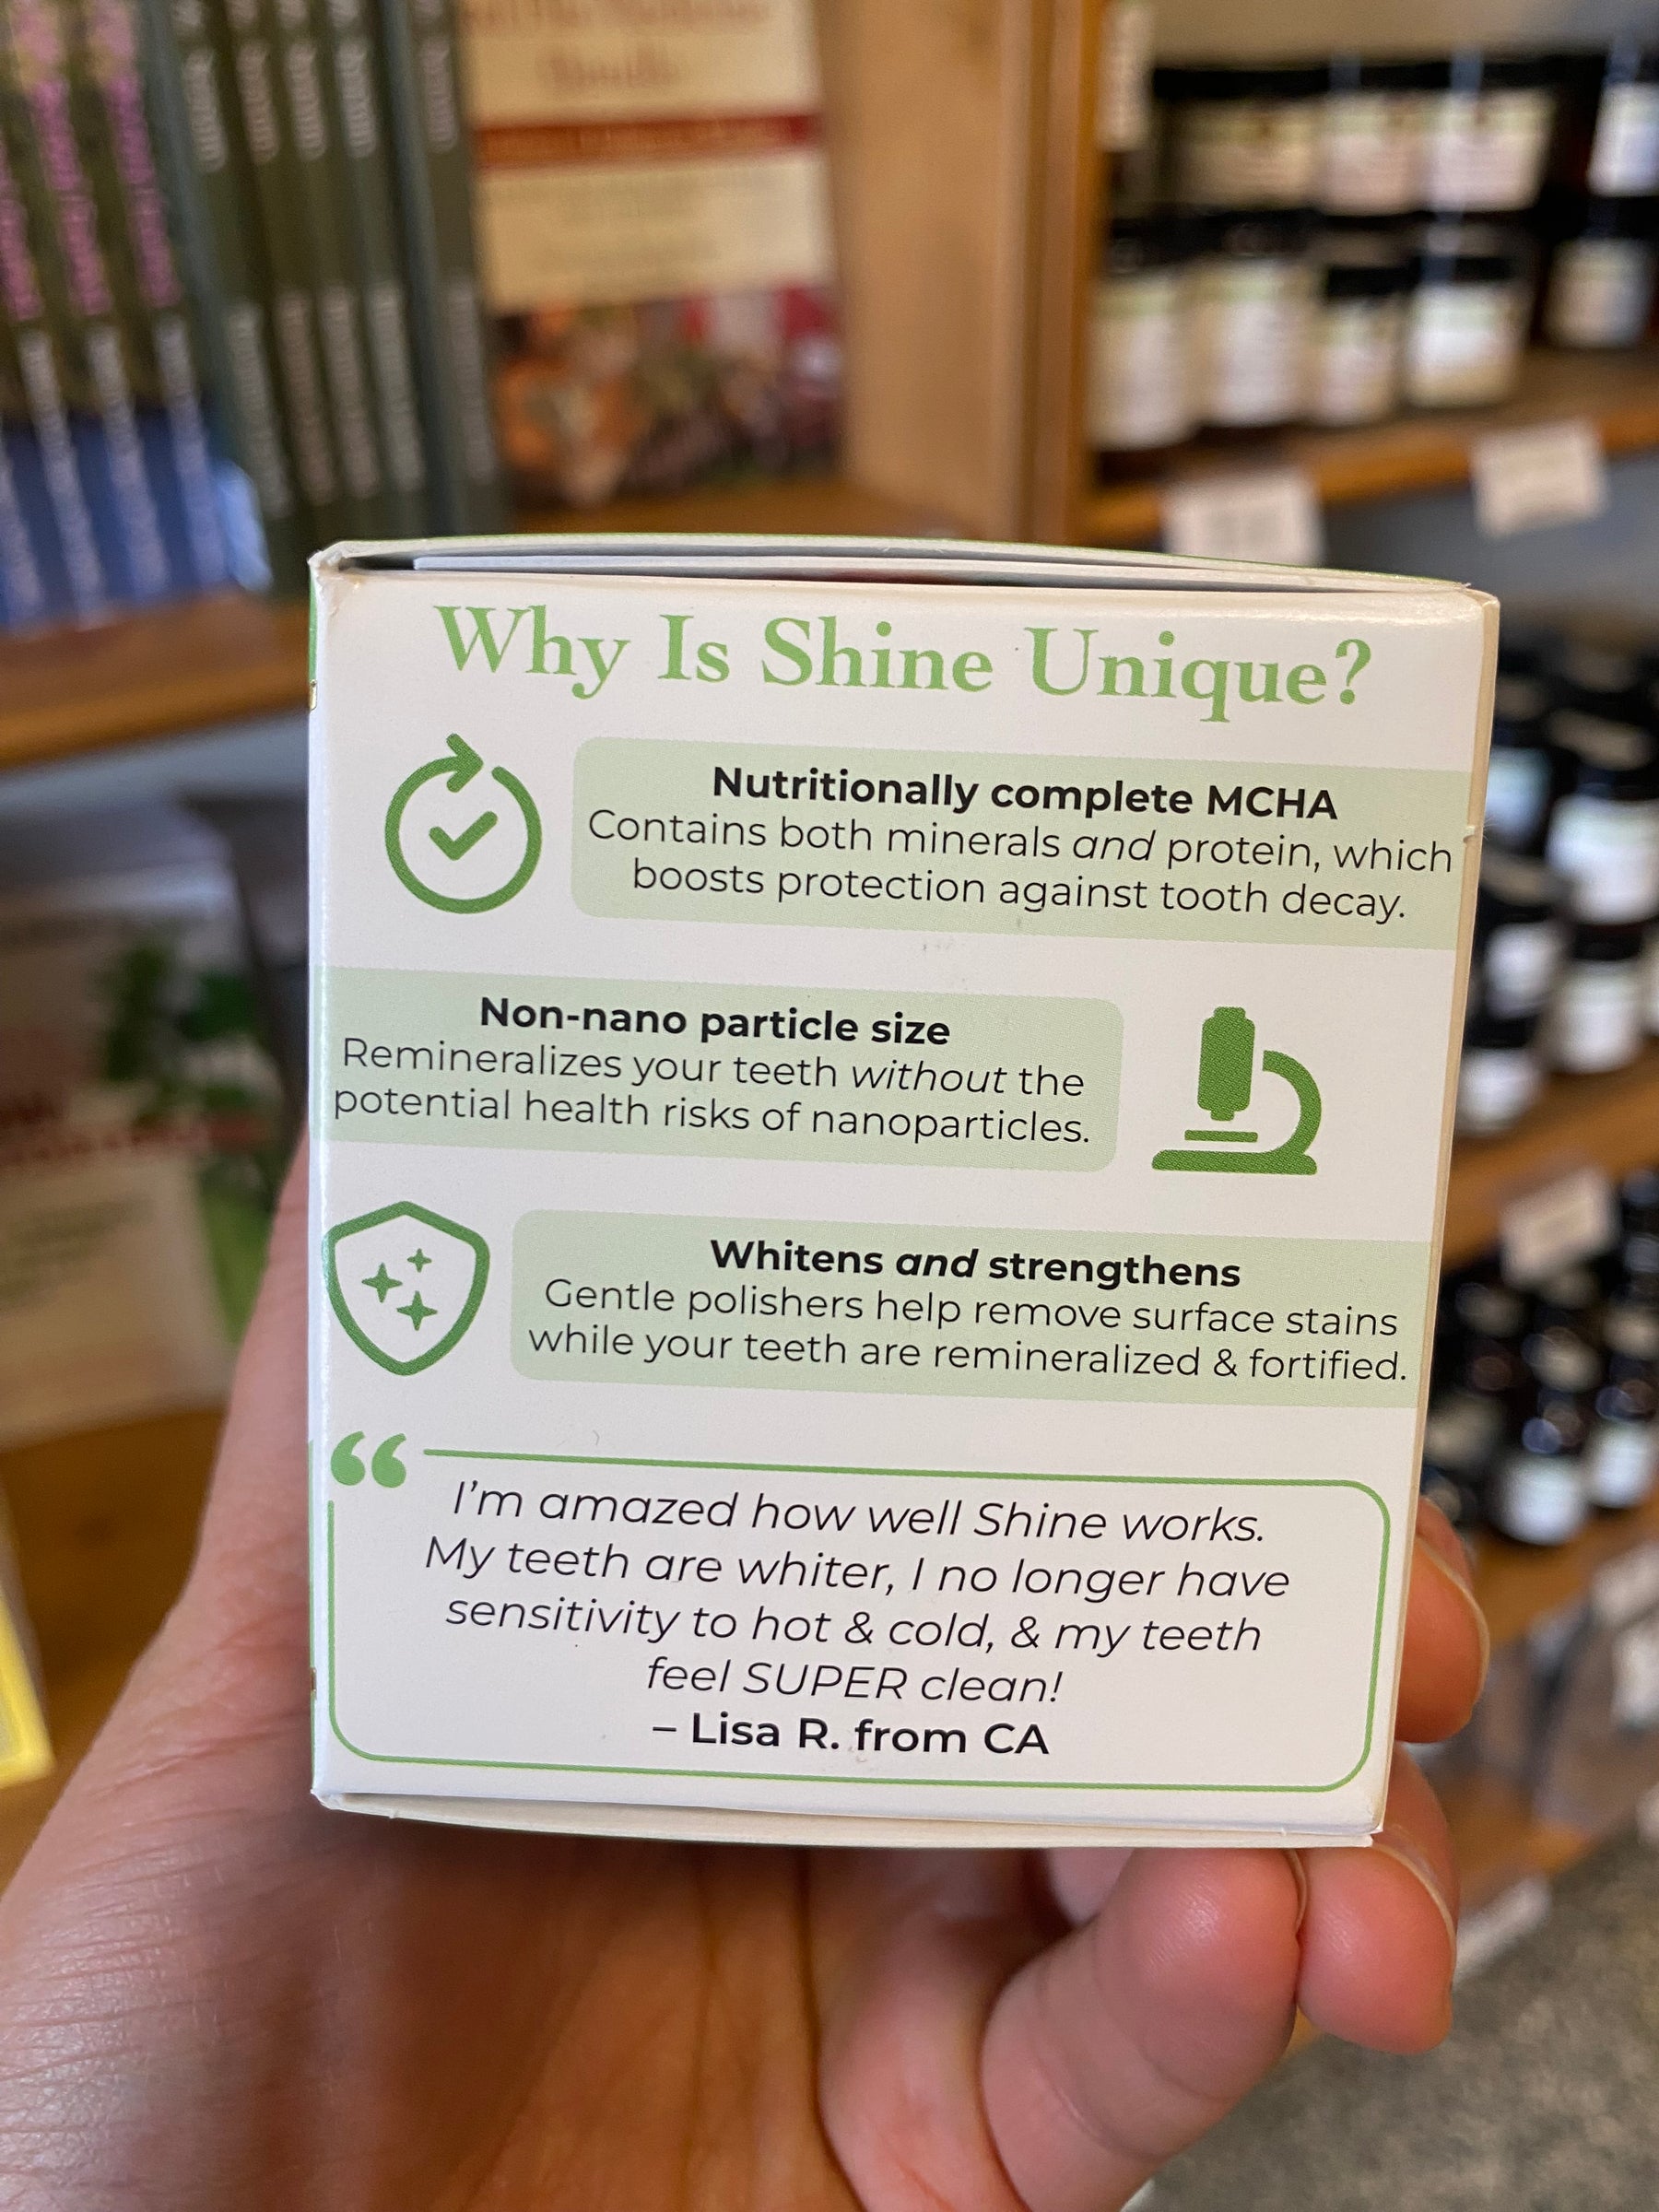 Why Is Shine Unique?
Nutritionally complete MCHA
Contains both minerals and protein, which
boosts protection against tooth decay.
Non-nano particle size
Remineralizes your teeth without the
potential health risks of nanoparticles.
Whitens and strengthens
Gentle polishers help remove surface stains
while your teeth are remineralized & fortified.
“
I’m amazed how well Shine works.
My teeth are whiter, I no longer have
sensitivity to hot & cold, & my teeth
feel SUPER clean!
– Lisa R. from CA